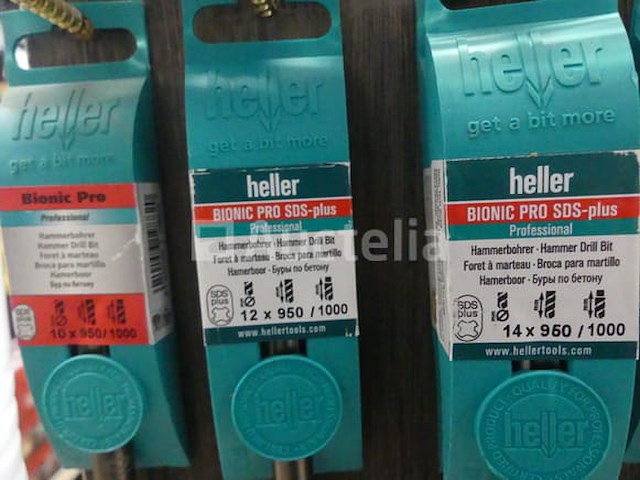 heller
get a bit more
Bionic Pro
Professional
Hammerbohrer
Hammer Drill Bit
Foret à marteau
Broca para martillo
Hamerboor
Бур по бетону
SDS
plus
10 x 950/1000
heller
heller
get a bit more
heller
BIONIC PRO SDS-plus
Professional
Hammerbohrer · Hammer Drill Bit
Foret à marteau · Broca para martillo
Hamerboor · Буры по бетону
SDS
plus
12 x 950 / 1000
www.hellertools.com
heller
heller
get a bit more
heller
BIONIC PRO SDS-plus
Professional
Hammerbohrer · Hammer Drill Bit
Foret à marteau · Broca para martillo
Hamerboor · Буры по бетону
SDS
plus
14 x 950 / 1000
www.hellertools.com
heller